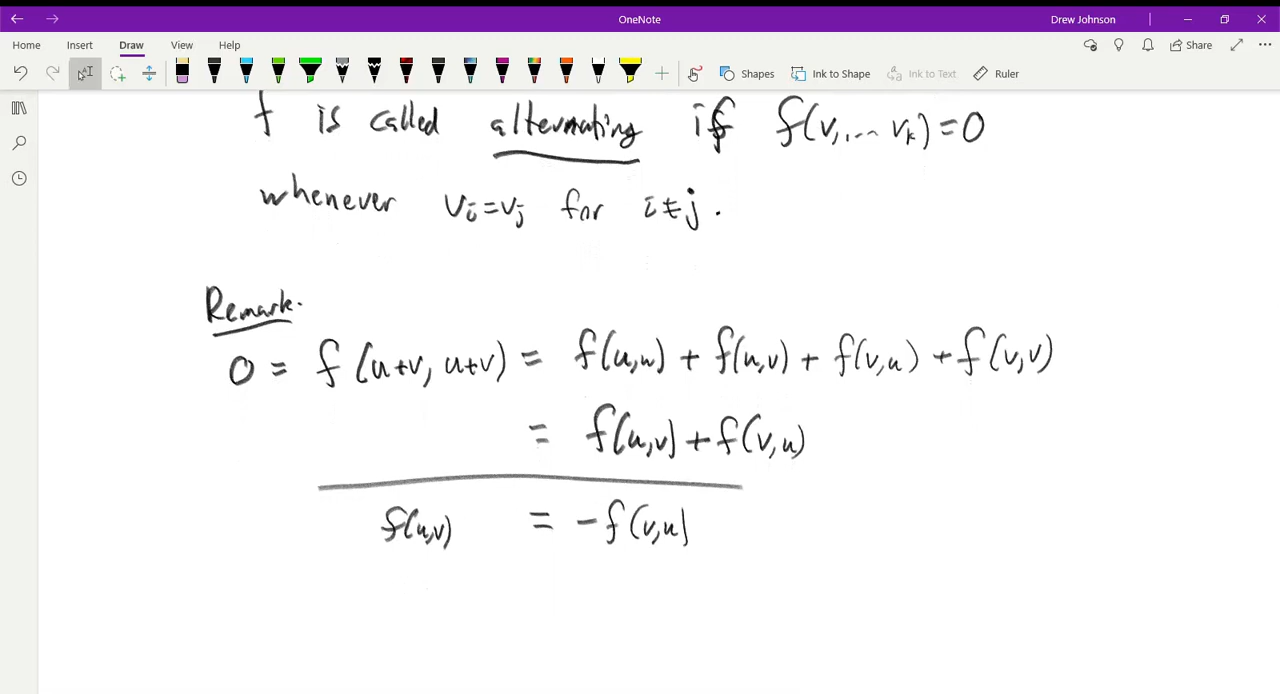 OneNote
Drew Johnson
Home Insert Draw View Help
Share
Shapes Ink to Shape Ink to Text Ruler
f is called alternating if f(v,... vₖ)=0
whenever vᵢ=vⱼ for i≠j.
Remark.
0 = f(u+v, u+v) = f(u,u) + f(u,v) + f(v,u) + f(v,v)
= f(u,v) + f(v,u)
f(u,v) = -f(v,u)